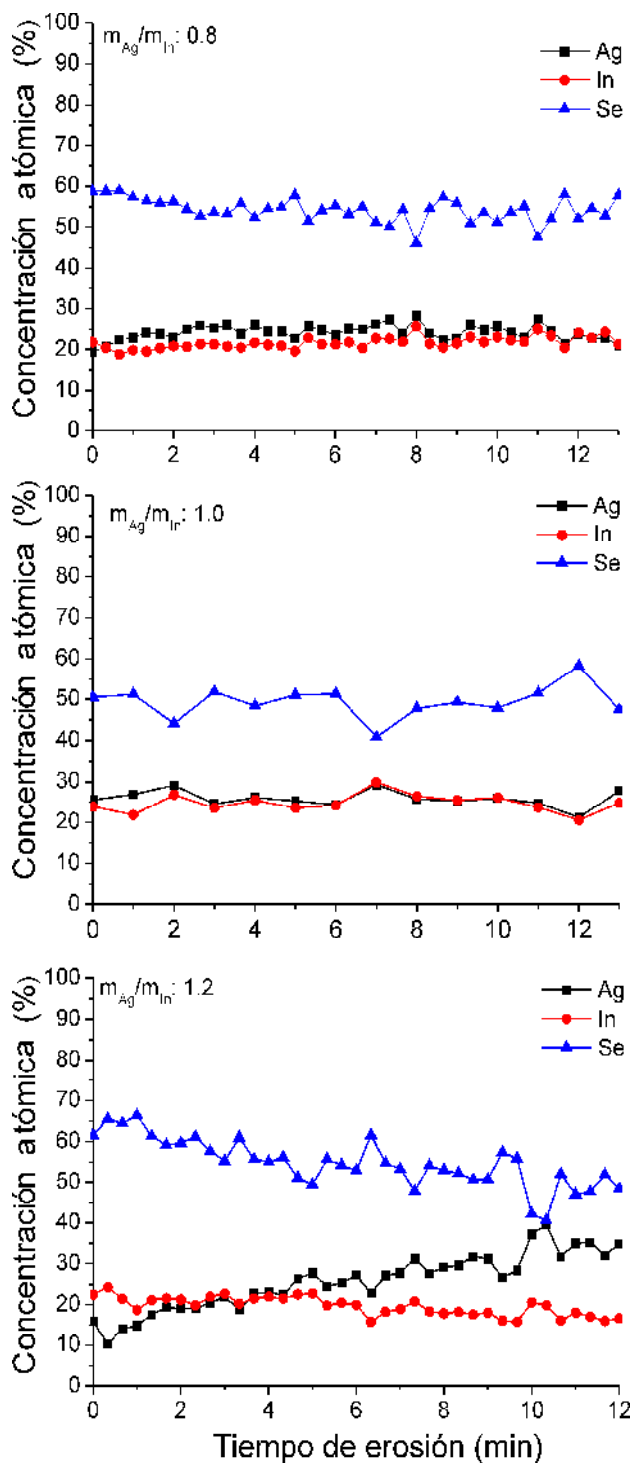 m_Ag/m_In: 0.8
Ag
In
Se
Concentración atómica (%)
100
90
80
70
60
50
40
30
20
10
0
0 2 4 6 8 10 12
m_Ag/m_In: 1.0
Ag
In
Se
Concentración atómica (%)
100
90
80
70
60
50
40
30
20
10
0
0 2 4 6 8 10 12
m_Ag/m_In: 1.2
Ag
In
Se
Concentración atómica (%)
100
90
80
70
60
50
40
30
20
10
0
0 2 4 6 8 10 12
Tiempo de erosión (min)